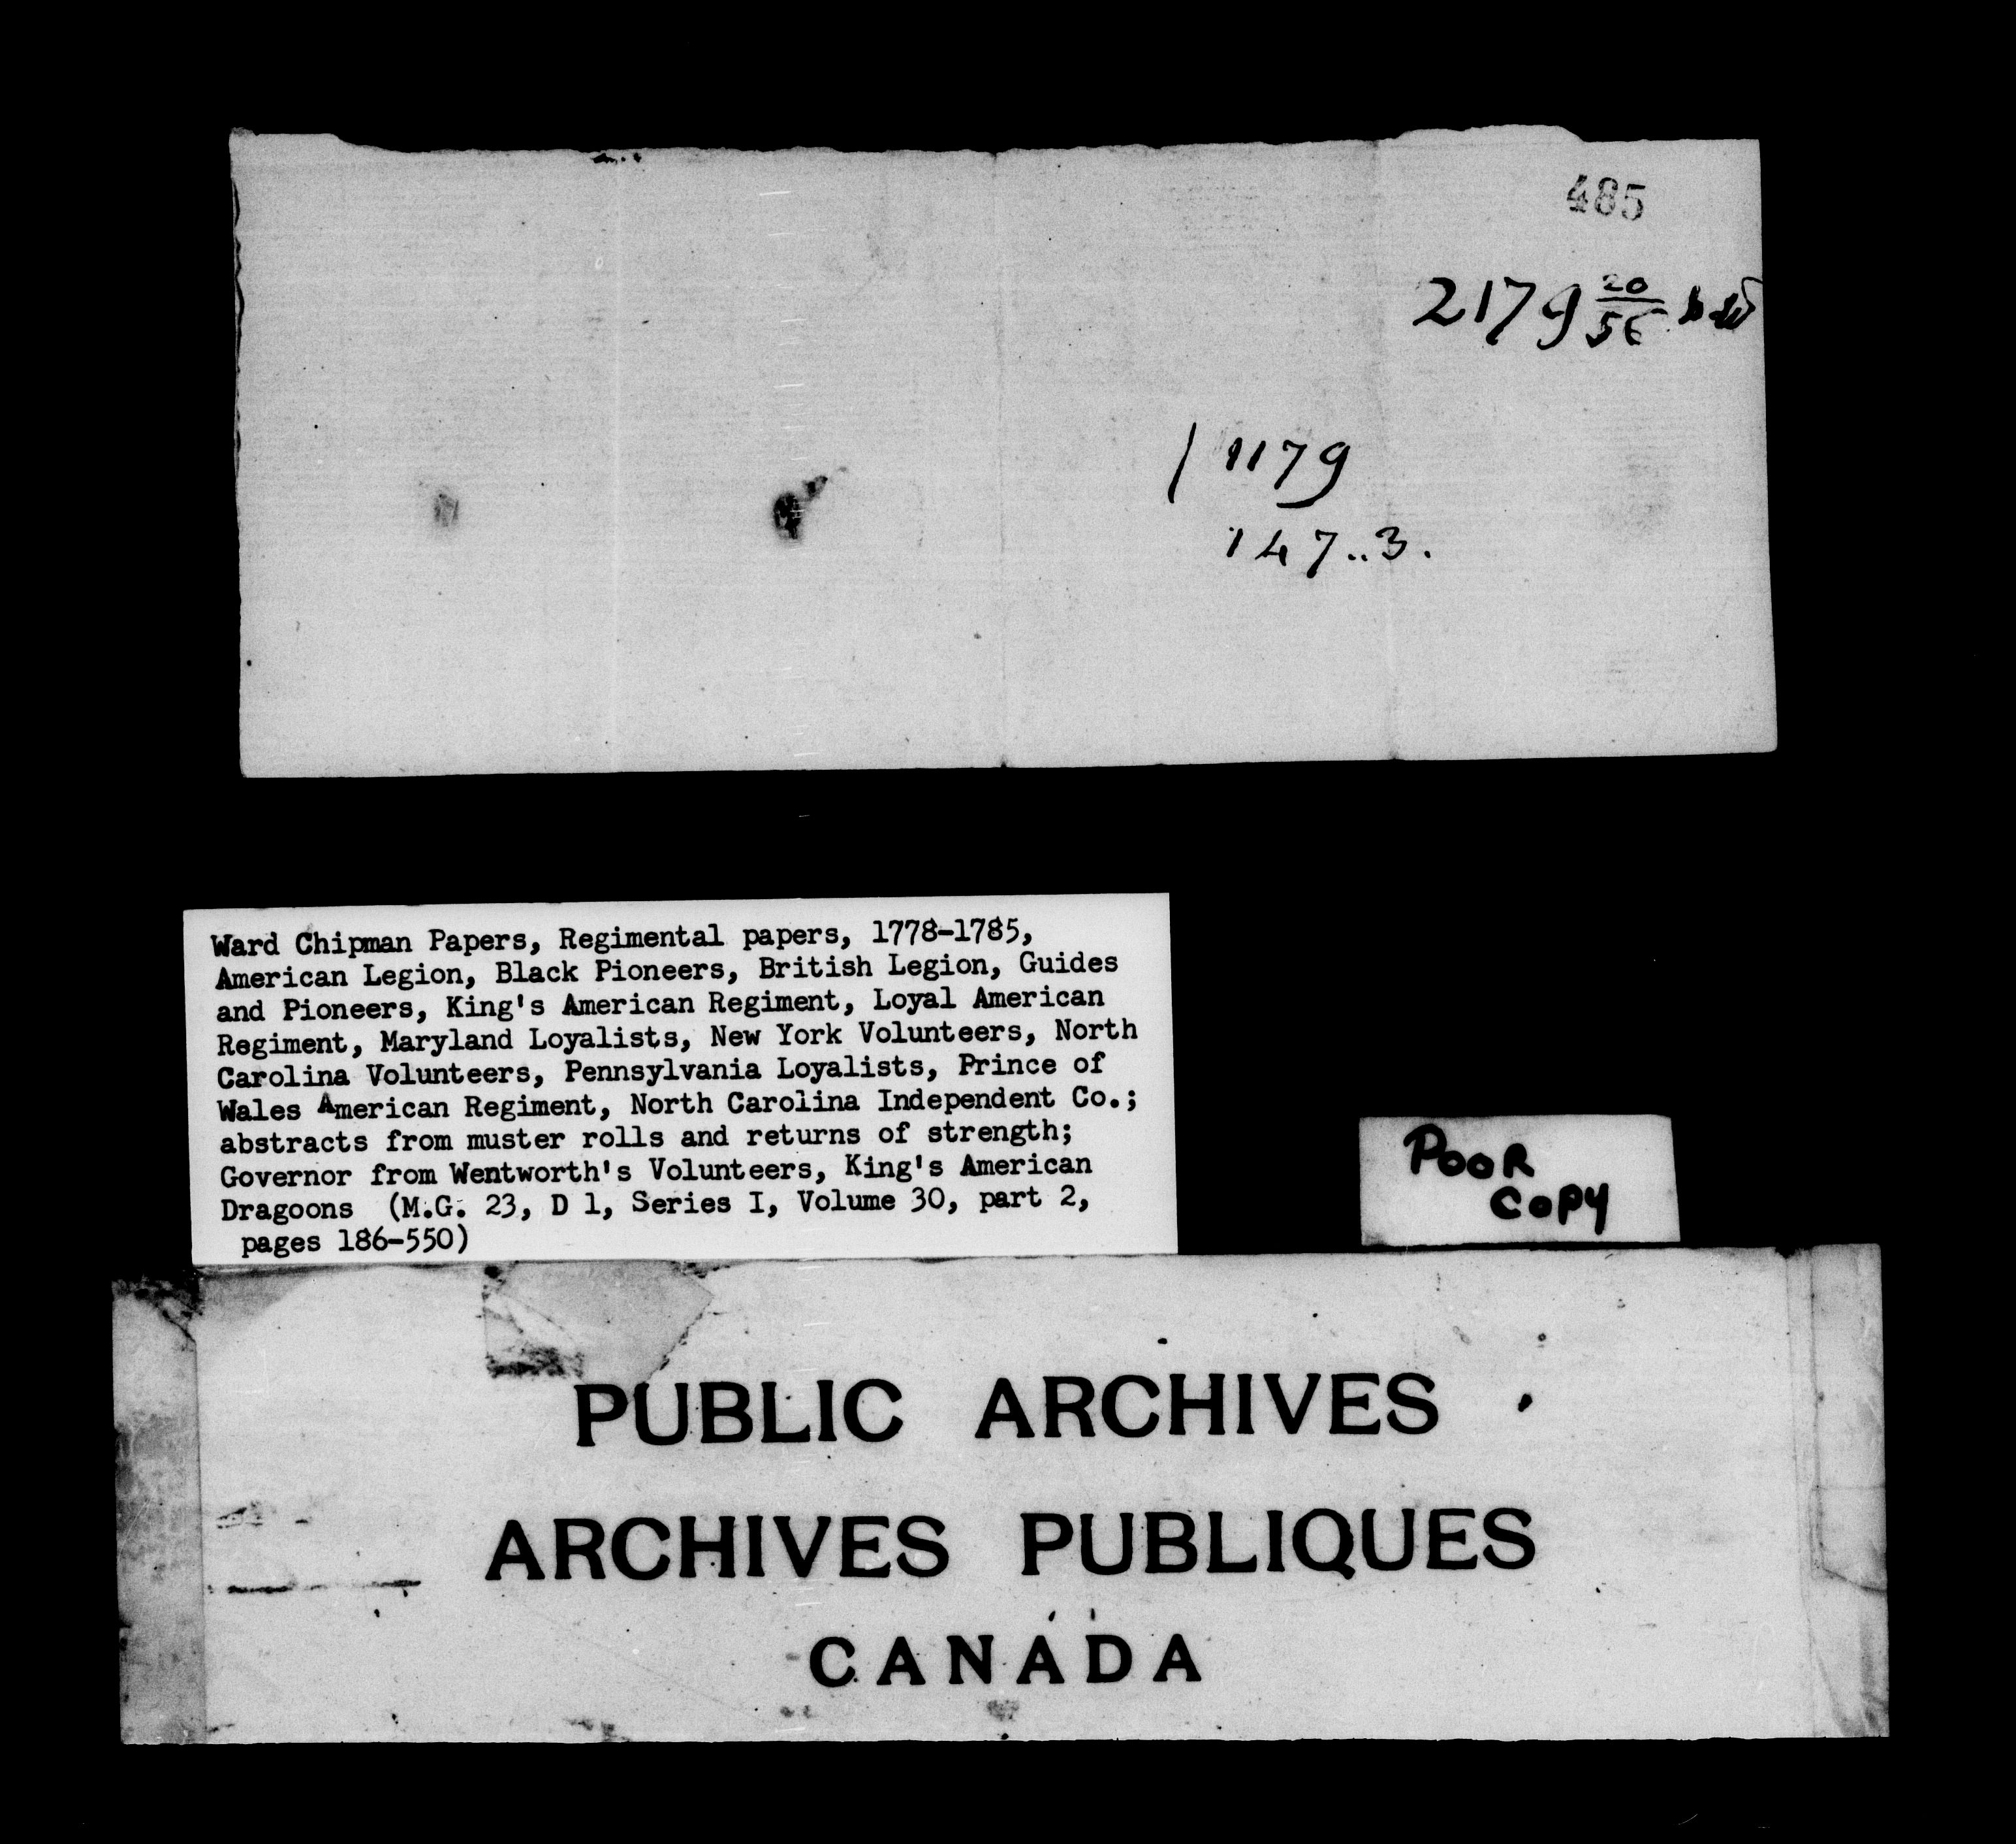 485
2179 20/56
1179
147..3.
Ward Chipman Papers, Regimental papers, 1778-1785,
American Legion, Black Pioneers, British Legion, Guides
and Pioneers, King's American Regiment, Loyal American
Regiment, Maryland Loyalists, New York Volunteers, North
Carolina Volunteers, Pennsylvania Loyalists, Prince of
Wales American Regiment, North Carolina Independent Co.;
abstracts from muster rolls and returns of strength;
Governor from Wentworth's Volunteers, King's American
Dragoons (M.G. 23, D 1, Series I, Volume 30, part 2,
pages 186-550)
POOR
COPY
PUBLIC ARCHIVES
ARCHIVES PUBLIQUES
CANADA